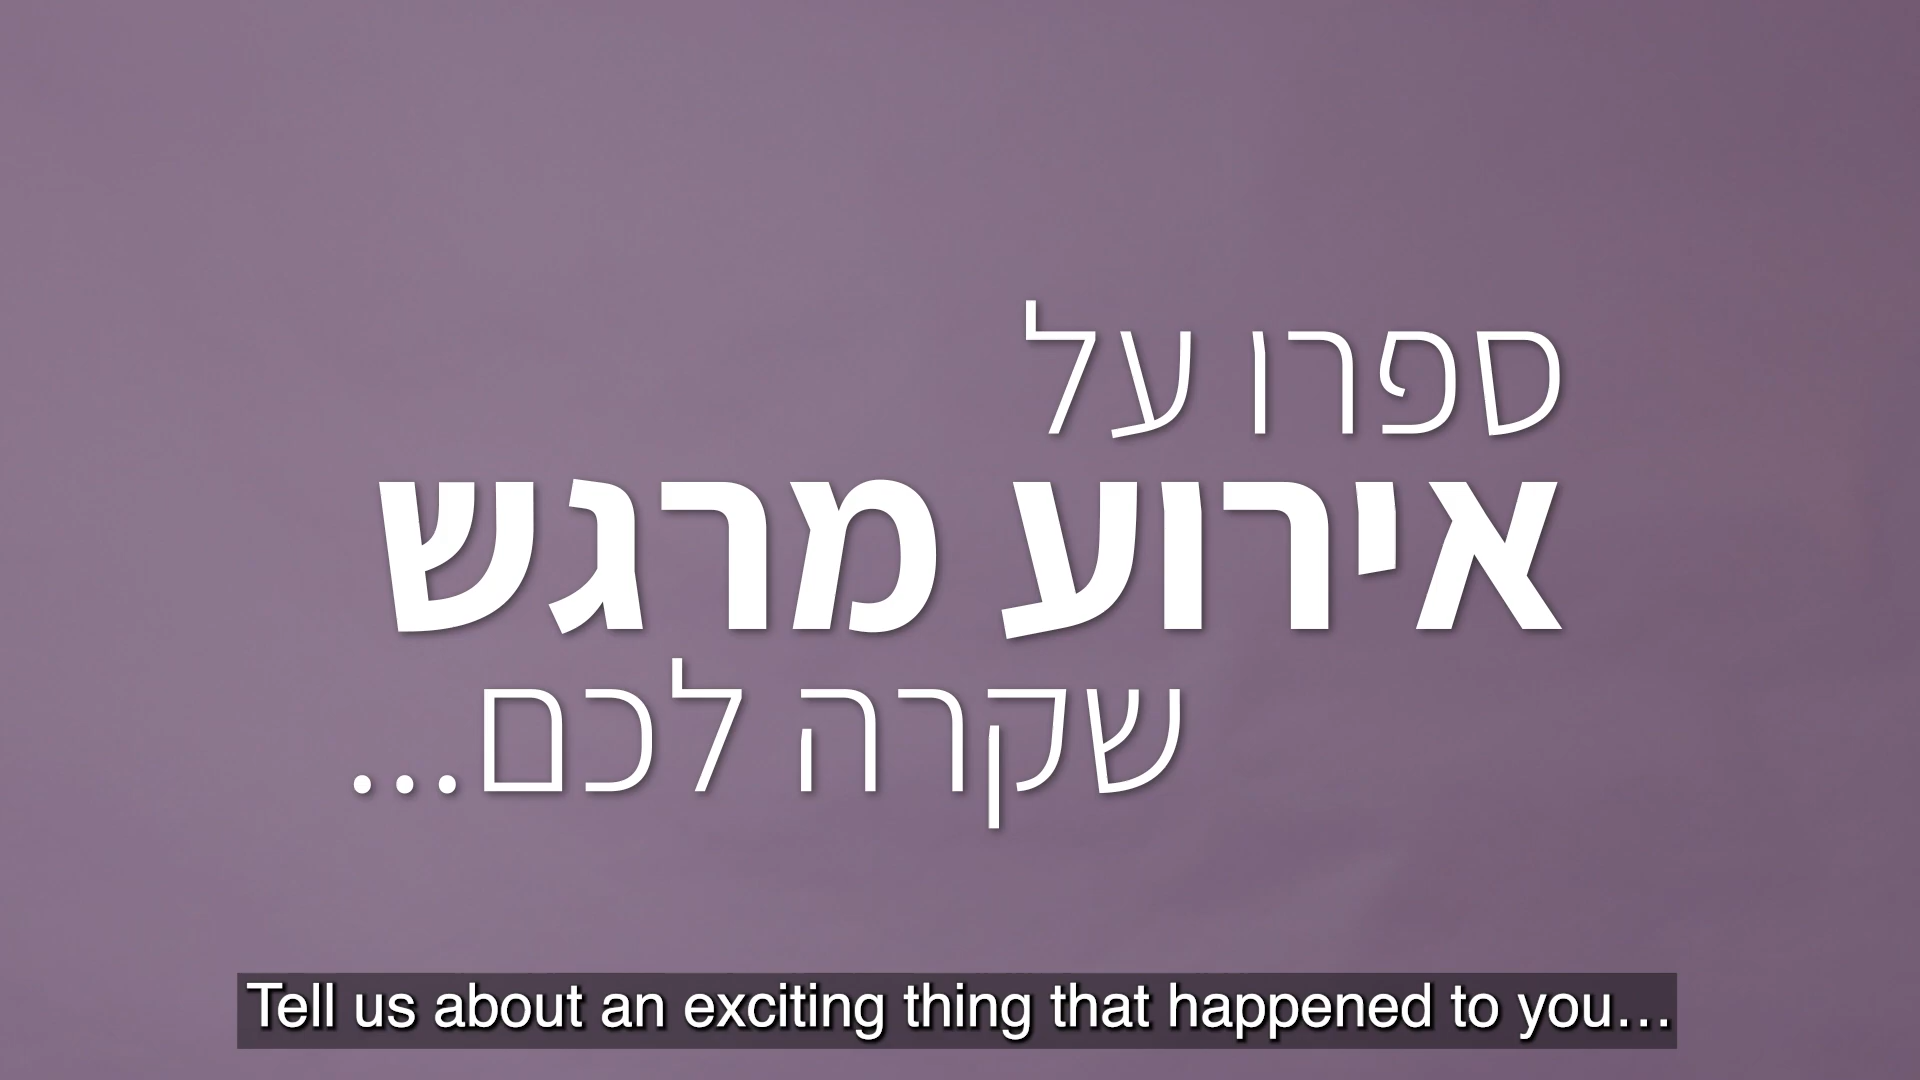 ספרו על
אירוע מרגש
שקרה לכם...
Tell us about an exciting thing that happened to you...